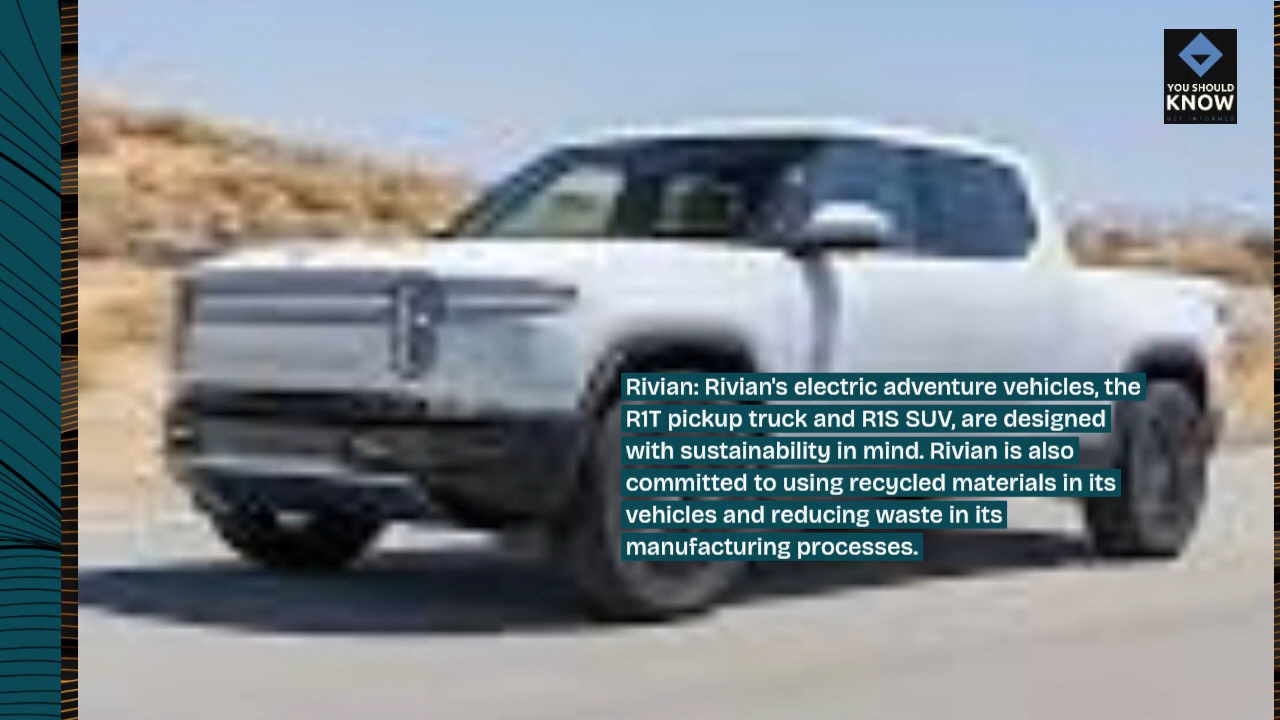 YOU SHOULD
KNOW
GET INFORMED
Rivian: Rivian's electric adventure vehicles, the
R1T pickup truck and R1S SUV, are designed
with sustainability in mind. Rivian is also
committed to using recycled materials in its
vehicles and reducing waste in its
manufacturing processes.